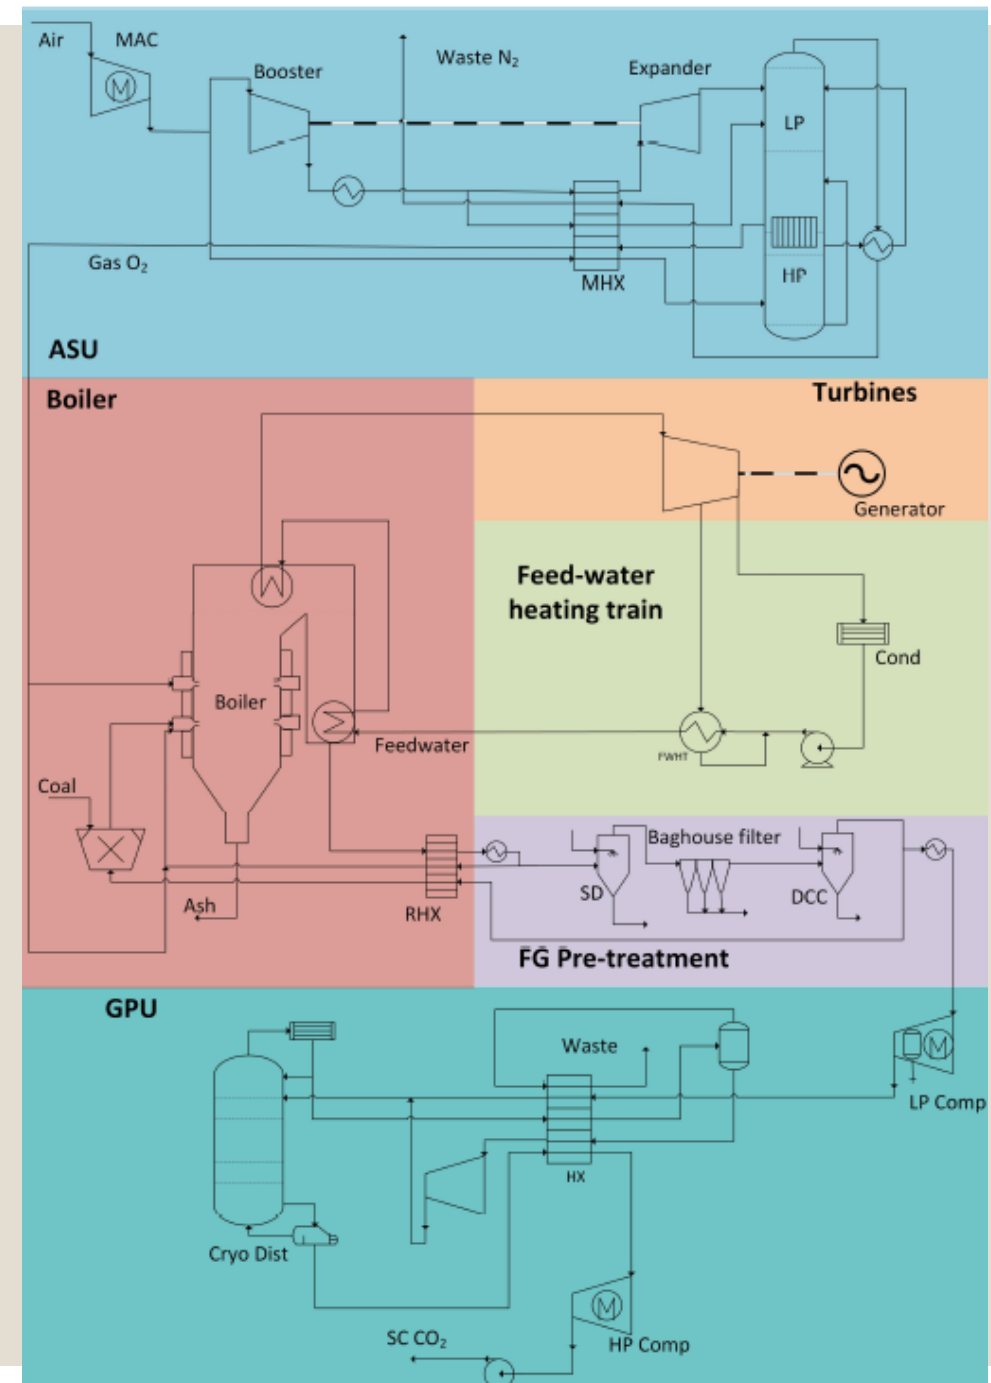 Air
MAC
Booster
Waste N₂
Expander
LP
Gas O₂
MHX
HP
ASU
Boiler
Turbines
Generator
Feed-water
heating train
Cond
Boiler
Feedwater
FWHT
Coal
Ash
RHX
Baghouse filter
SD
DCC
FG Pre-treatment
GPU
Waste
LP Comp
HX
Cryo Dist
SC CO₂
HP Comp
M
M
M